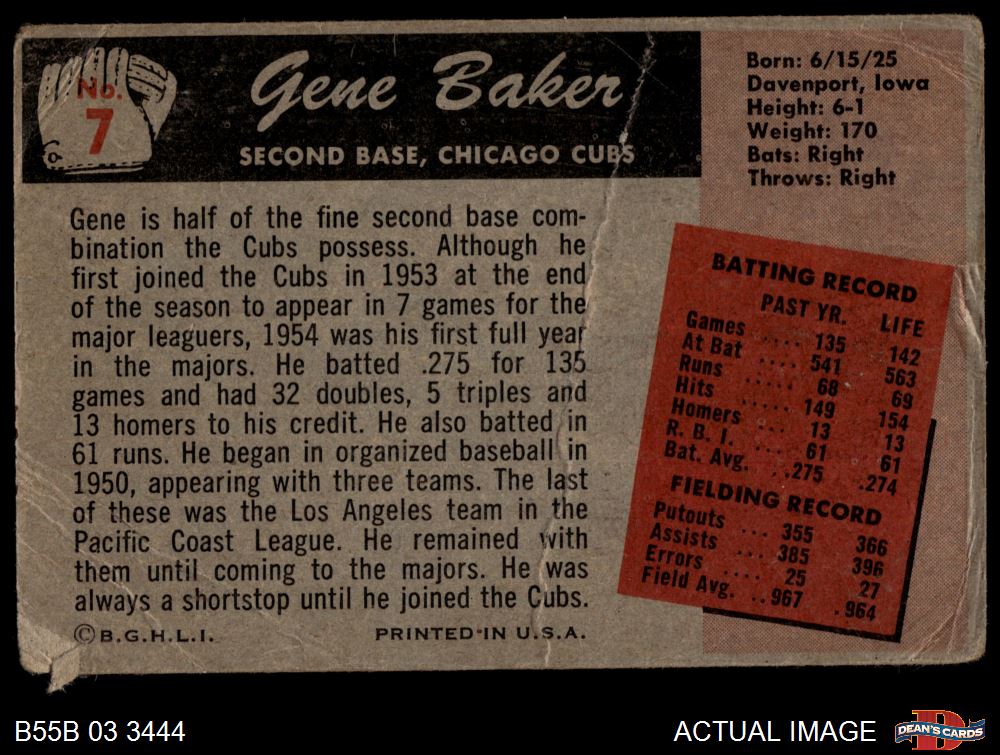 No.
7
Gene Baker
SECOND BASE, CHICAGO CUBS
Born: 6/15/25
Davenport, Iowa
Height: 6-1
Weight: 170
Bats: Right
Throws: Right
Gene is half of the fine second base com-
bination the Cubs possess. Although he
first joined the Cubs in 1953 at the end
of the season to appear in 7 games for the
major leaguers, 1954 was his first full year
in the majors. He batted .275 for 135
games and had 32 doubles, 5 triples and
13 homers to his credit. He also batted in
61 runs. He began in organized baseball in
1950, appearing with three teams. The last
of these was the Los Angeles team in the
Pacific Coast League. He remained with
them until coming to the majors. He was
always a shortstop until he joined the Cubs.
©B.G.H.L.I. PRINTED IN U.S.A.
BATTING RECORD
PAST YR. LIFE
Games 135 142
At Bat .... 541 563
Runs ..... 68 69
Hits ..... 149 154
Homers ... 13 13
R. B. I. .... 61 61
Bat. Avg. ..275 .274
FIELDING RECORD
Putouts ... 355 366
Assists ... 385 396
Errors .... 25 27
Field Avg. ..967 .964
B55B 03 3444
ACTUAL IMAGE
D
DEAN'S CARDS